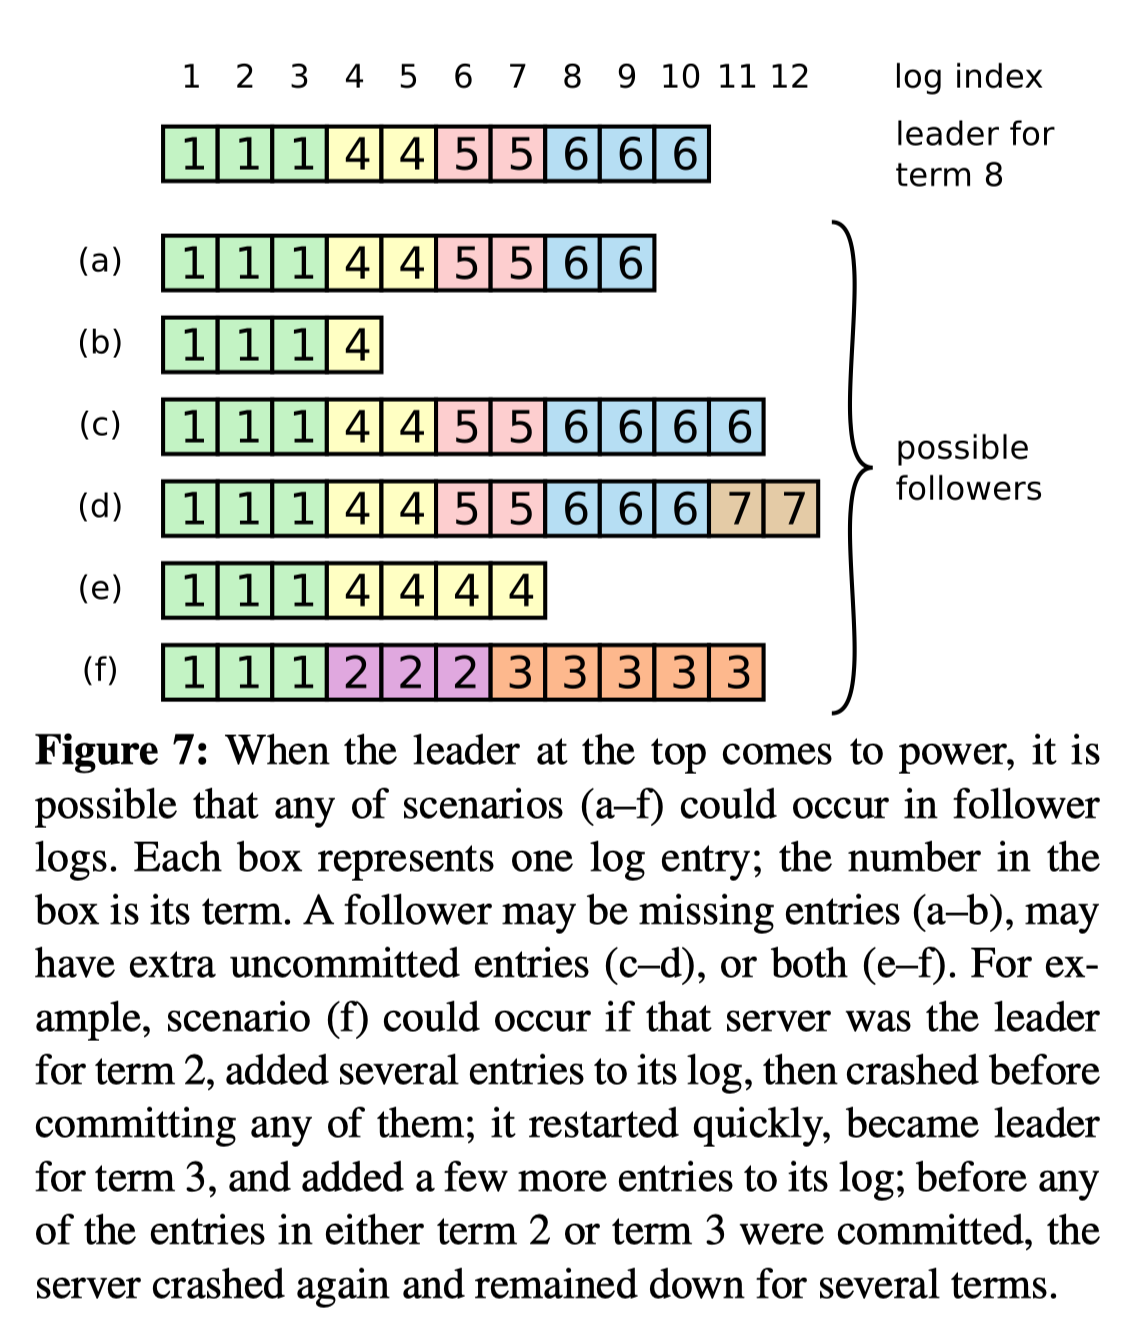 1 2 3 4 5 6 7 8 9 10 11 12 log index
1 1 1 4 4 5 5 6 6 6 leader for
term 8
(a) 1 1 1 4 4 5 5 6 6
(b) 1 1 1 4
(c) 1 1 1 4 4 5 5 6 6 6 6
possible
followers
(d) 1 1 1 4 4 5 5 6 6 6 7 7
(e) 1 1 1 4 4 4 4
(f) 1 1 1 2 2 2 3 3 3 3 3
Figure 7: When the leader at the top comes to power, it is
possible that any of scenarios (a–f) could occur in follower
logs. Each box represents one log entry; the number in the
box is its term. A follower may be missing entries (a–b), may
have extra uncommitted entries (c–d), or both (e–f). For ex-
ample, scenario (f) could occur if that server was the leader
for term 2, added several entries to its log, then crashed before
committing any of them; it restarted quickly, became leader
for term 3, and added a few more entries to its log; before any
of the entries in either term 2 or term 3 were committed, the
server crashed again and remained down for several terms.